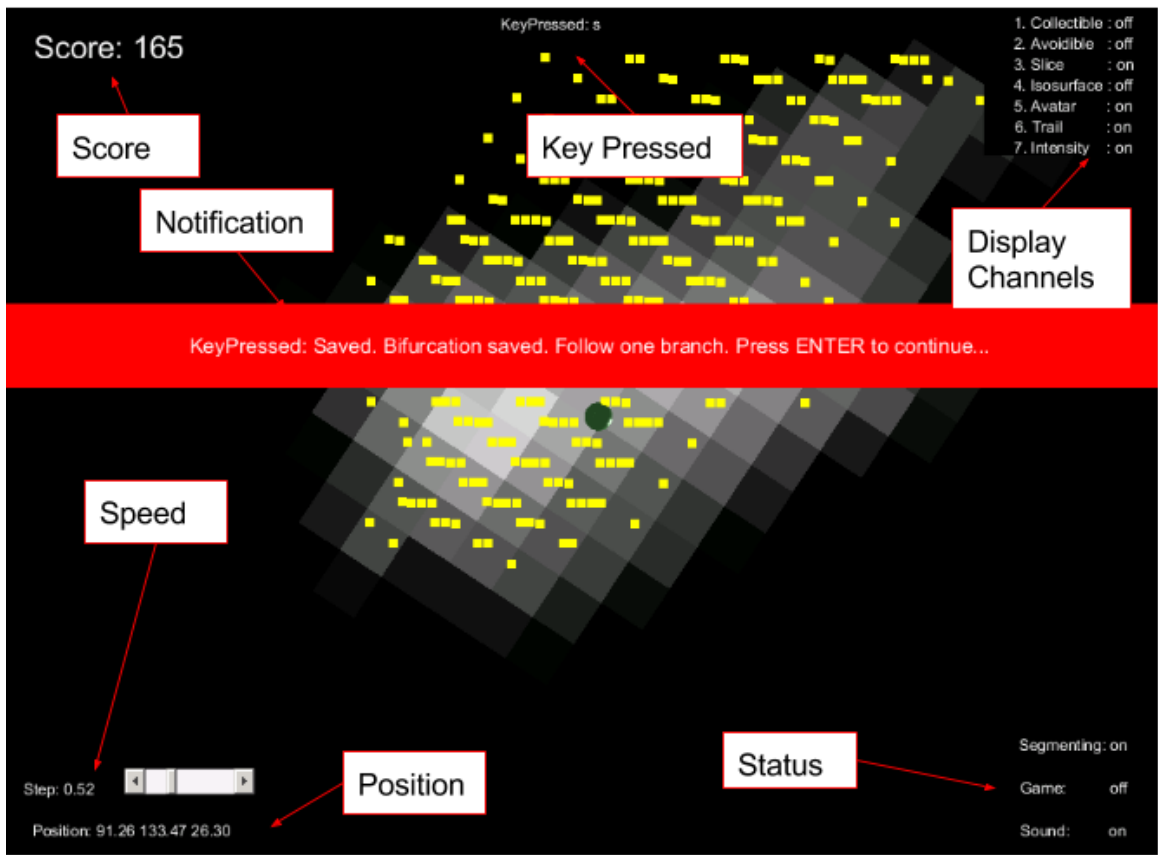 KeyPressed: s
Score: 165
1. Collectible : off
2. Avoidible : off
3. Slice : on
4. Isosurface : off
5. Avatar : on
6. Trail : on
7. Intensity : on
Score
Key Pressed
Notification
Display
Channels
KeyPressed: Saved. Bifurcation saved. Follow one branch. Press ENTER to continue...
Speed
Status
Position
Segmenting: on
Step: 0.52
Game: off
Position: 91.26 133.47 26.30
Sound: on